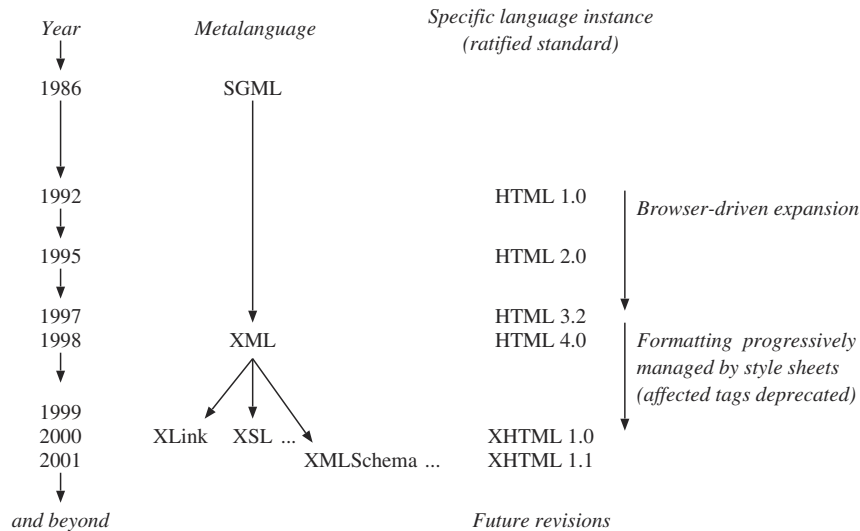 Year Metalanguage Specific language instance
(ratified standard)
1986 SGML
1992 HTML 1.0
Browser-driven expansion
1995 HTML 2.0
1997 HTML 3.2
1998 XML HTML 4.0 Formatting progressively
managed by style sheets
(affected tags deprecated)
1999
2000 XLink XSL ... XHTML 1.0
2001 XMLSchema ... XHTML 1.1
and beyond Future revisions